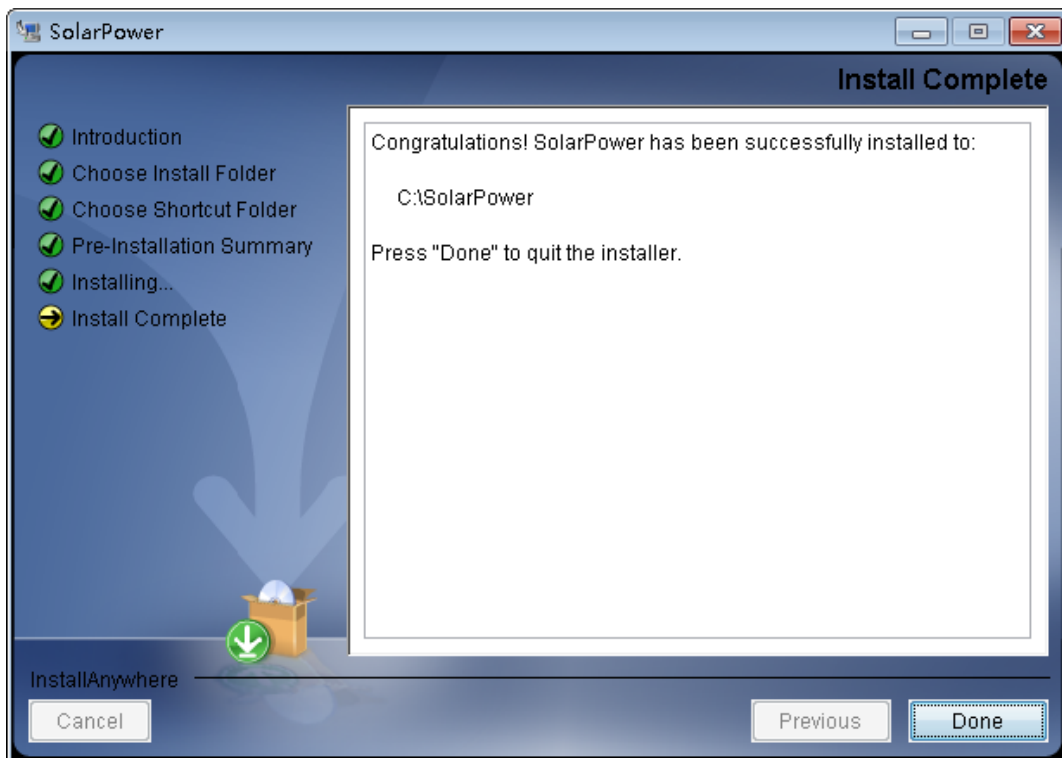 SolarPower
Install Complete
Introduction
Choose Install Folder
Choose Shortcut Folder
Pre-Installation Summary
Installing...
Install Complete
Congratulations! SolarPower has been successfully installed to:
C:\SolarPower
Press "Done" to quit the installer.
InstallAnywhere
Cancel
Previous
Done